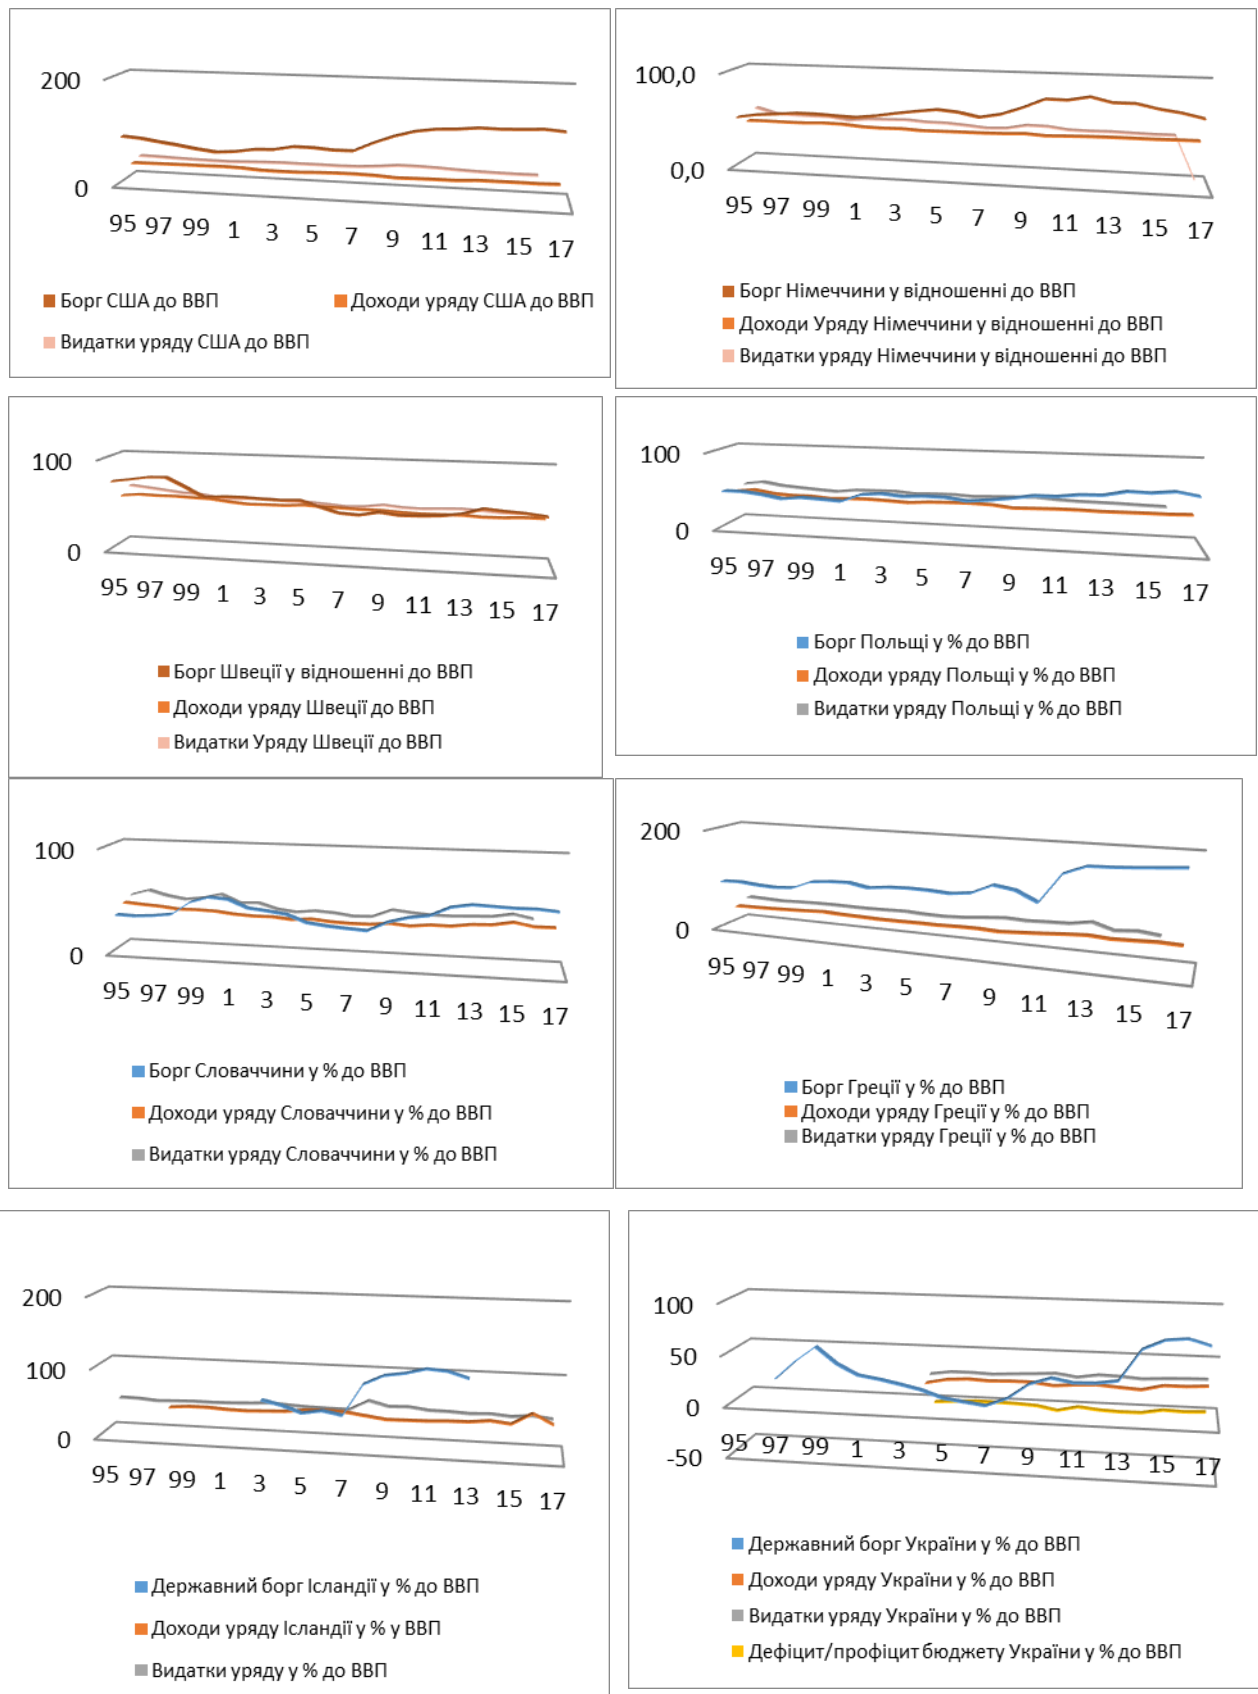 200
0
95 97 99 1 3 5 7 9 11 13 15 17
Борг США до ВВП
Доходи уряду США до ВВП
Видатки уряду США до ВВП
100,0
0,0
95 97 99 1 3 5 7 9 11 13 15 17
Борг Німеччини у відношенні до ВВП
Доходи Уряду Німеччини у відношенні до ВВП
Видатки уряду Німеччини у відношенні до ВВП
100
0
95 97 99 1 3 5 7 9 11 13 15 17
Борг Швеції у відношенні до ВВП
Доходи уряду Швеції до ВВП
Видатки Уряду Швеції до ВВП
100
0
95 97 99 1 3 5 7 9 11 13 15 17
Борг Польщі у % до ВВП
Доходи уряду Польщі у % до ВВП
Видатки уряду Польщі у % до ВВП
100
0
95 97 99 1 3 5 7 9 11 13 15 17
Борг Словаччини у % до ВВП
Доходи уряду Словаччини у % до ВВП
Видатки уряду Словаччини у % до ВВП
200
0
95 97 99 1 3 5 7 9 11 13 15 17
Борг Греції у % до ВВП
Доходи уряду Греції у % до ВВП
Видатки уряду Греції у % до ВВП
200
100
0
95 97 99 1 3 5 7 9 11 13 15 17
Державний борг Ісландії у % до ВВП
Доходи уряду Ісландії у % у ВВП
Видатки уряду у % до ВВП
100
50
0
-50
95 97 99 1 3 5 7 9 11 13 15 17
Державний борг України у % до ВВП
Доходи уряду України у % до ВВП
Видатки уряду України у % до ВВП
Дефіцит/профіцит бюджету України у % до ВВП